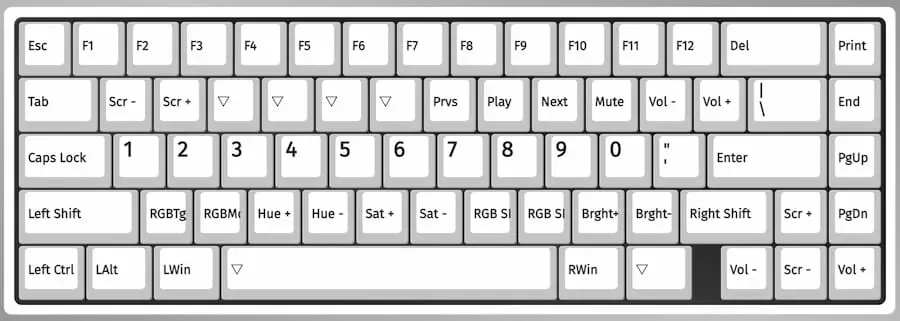 Esc F1 F2 F3 F4 F5 F6 F7 F8 F9 F10 F11 F12 Del Print
Tab Scr - Scr + ▽ ▽ ▽ ▽ Prvs Play Next Mute Vol - Vol + | \ End
Caps Lock 1 2 3 4 5 6 7 8 9 0 " ' Enter PgUp
Left Shift RGBTg RGBM Hue + Hue - Sat + Sat - RGB S RGB S Brght+ Brght- Right Shift Scr + PgDn
Left Ctrl LAlt LWin ▽ RWin ▽ Vol - Scr - Vol +